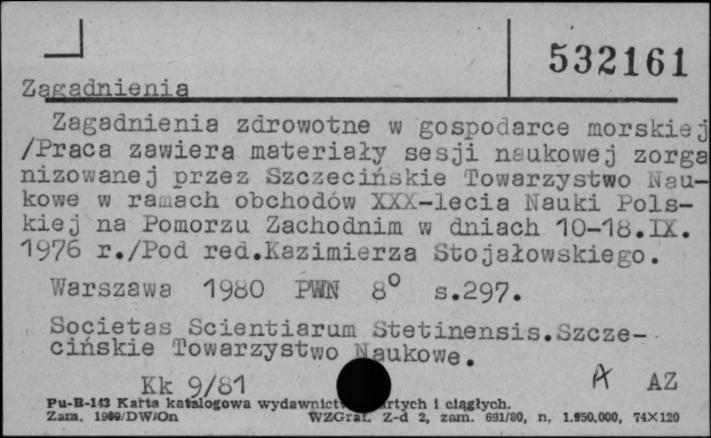 532161
Zagadnienia
Zagadnienia zdrowotne w gospodarce morskiej
/Praca zawiera materiały sesji naukowej zorga
nizowanej przez Szczecińskie Towarzystwo Nau-
kowe w ramach obchodów XXX-lecia Nauki Pols-
kiej na Pomorzu Zachodnim w dniach 10-18.IX.
1976 r./Pod red.Kazimierza Stojałowskiego.
Warszawa 1980 PWN 8° s.297.
Societas Scientiarum Stetinensis.Szcze-
cińskie Towarzystwo Naukowe.
Kk 9/81 A AZ
Pu-B-143 Karta katalogowa wydawnictw zwartych i ciągłych.
Zam. /DW/On WZGraf. Z-d 2, zam. 691/80, n. 1.950.000, 74×120